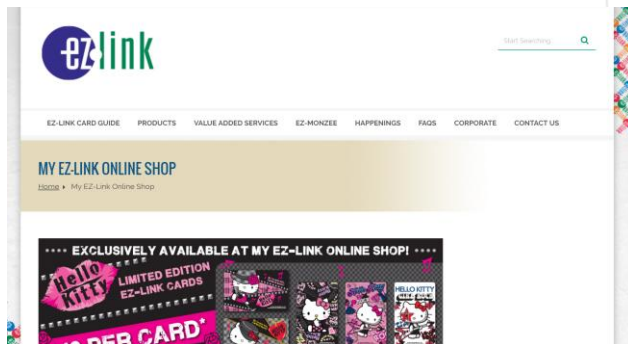 ez-link
Start Searching
EZ-LINK CARD GUIDE PRODUCTS VALUE ADDED SERVICES EZ-MONZEE HAPPENINGS FAQS CORPORATE CONTACT US
MY EZ-LINK ONLINE SHOP
Home My EZ-Link Online Shop
EXCLUSIVELY AVAILABLE AT MY EZ-LINK ONLINE SHOP!
Hello Kitty
LIMITED EDITION
EZ-LINK CARDS
HELLO KITTY
PER CARD*